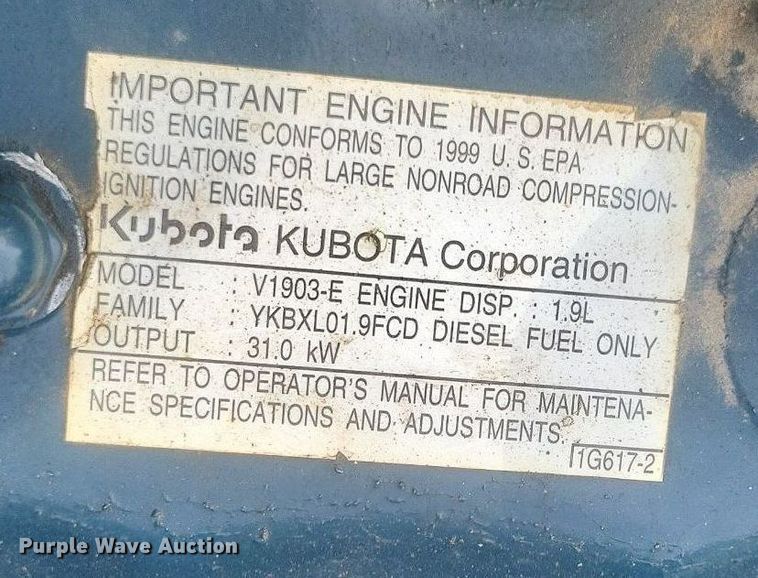 IMPORTANT ENGINE INFORMATION
THIS ENGINE CONFORMS TO 1999 U.S.EPA
REGULATIONS FOR LARGE NONROAD COMPRESSION-
IGNITION ENGINES.
Kubota KUBOTA Corporation
MODEL : V1903-E ENGINE DISP. : 1.9L
FAMILY : YKBXL01.9FCD DIESEL FUEL ONLY
OUTPUT : 31.0 kW
REFER TO OPERATOR'S MANUAL FOR MAINTENA-
NCE SPECIFICATIONS AND ADJUSTMENTS.
1G617-2
Purple Wave Auction